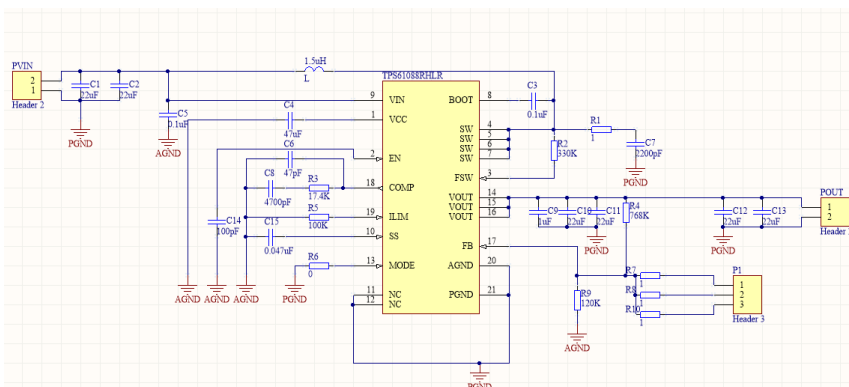 PVIN
2
1
Header 2
C1
22uF
C2
22uF
PGND
C5
0.1uF
AGND
1.5uH
L
TPS61088RHLR
9
VIN
1
VCC
2
EN
18
COMP
19
ILIM
10
SS
13
MODE
11
NC
12
NC
BOOT
8
SW
4
SW
5
SW
6
SW
7
FSW
3
VOUT
14
VOUT
15
VOUT
16
FB
17
AGND
20
PGND
21
C4
47uF
C6
47pF
C8
4700pF
R3
17.4K
R5
100K
C14
100pF
C15
0.047uF
R6
0
AGND
AGND
AGND
PGND
C3
0.1uF
R1
1
R2
330K
C7
2200pF
PGND
C9
1uF
C10
22uF
C11
22uF
PGND
R4
768K
C12
22uF
C13
22uF
PGND
POUT
1
2
Header
R7
1
R8
1
R10
1
P1
1
2
3
Header 3
R9
120K
AGND
PGND